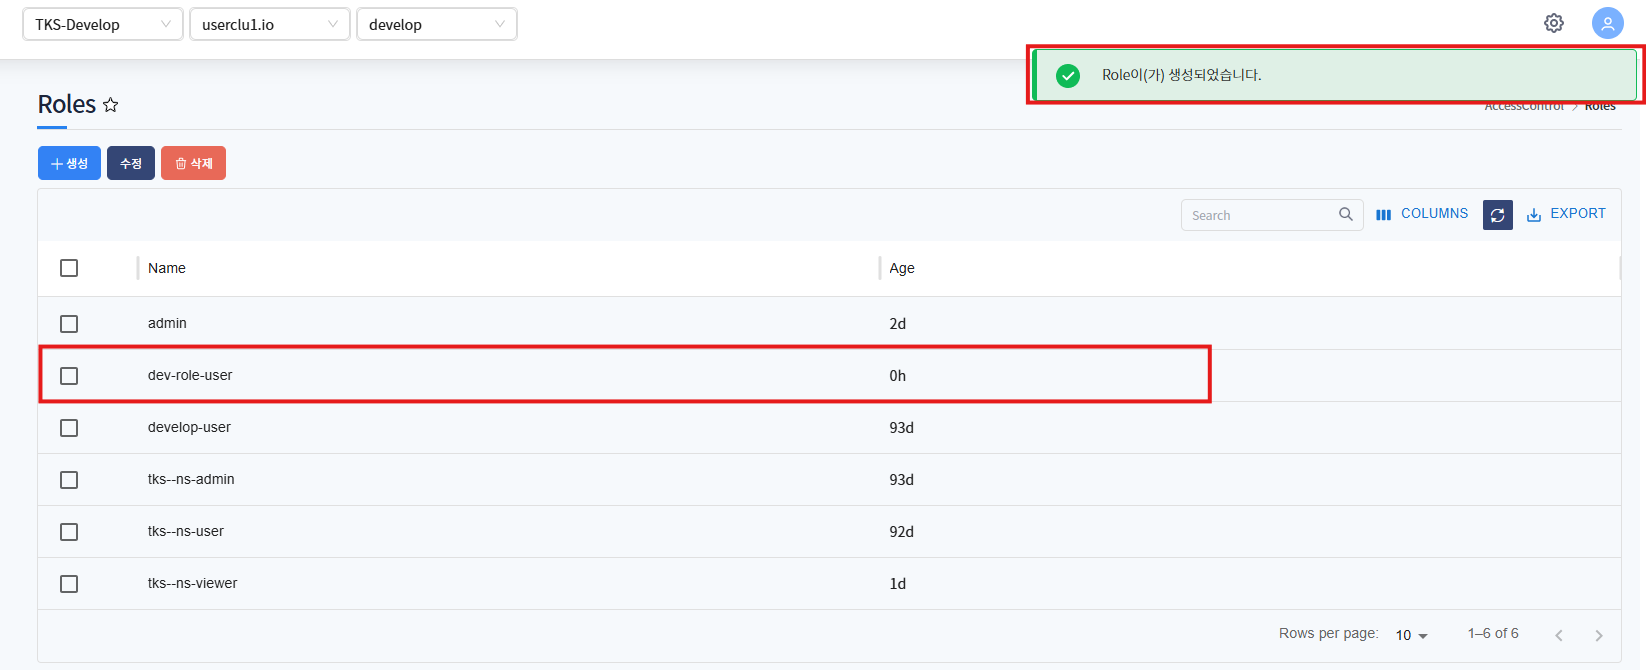 TKS-Develop userclu1.io develop
Role이(가) 생성되었습니다.
Roles
AccessControl > Roles
생성 수정 삭제
Search COLUMNS EXPORT
Name Age
admin 2d
dev-role-user 0h
develop-user 93d
tks--ns-admin 93d
tks--ns-user 92d
tks--ns-viewer 1d
Rows per page: 10 1–6 of 6